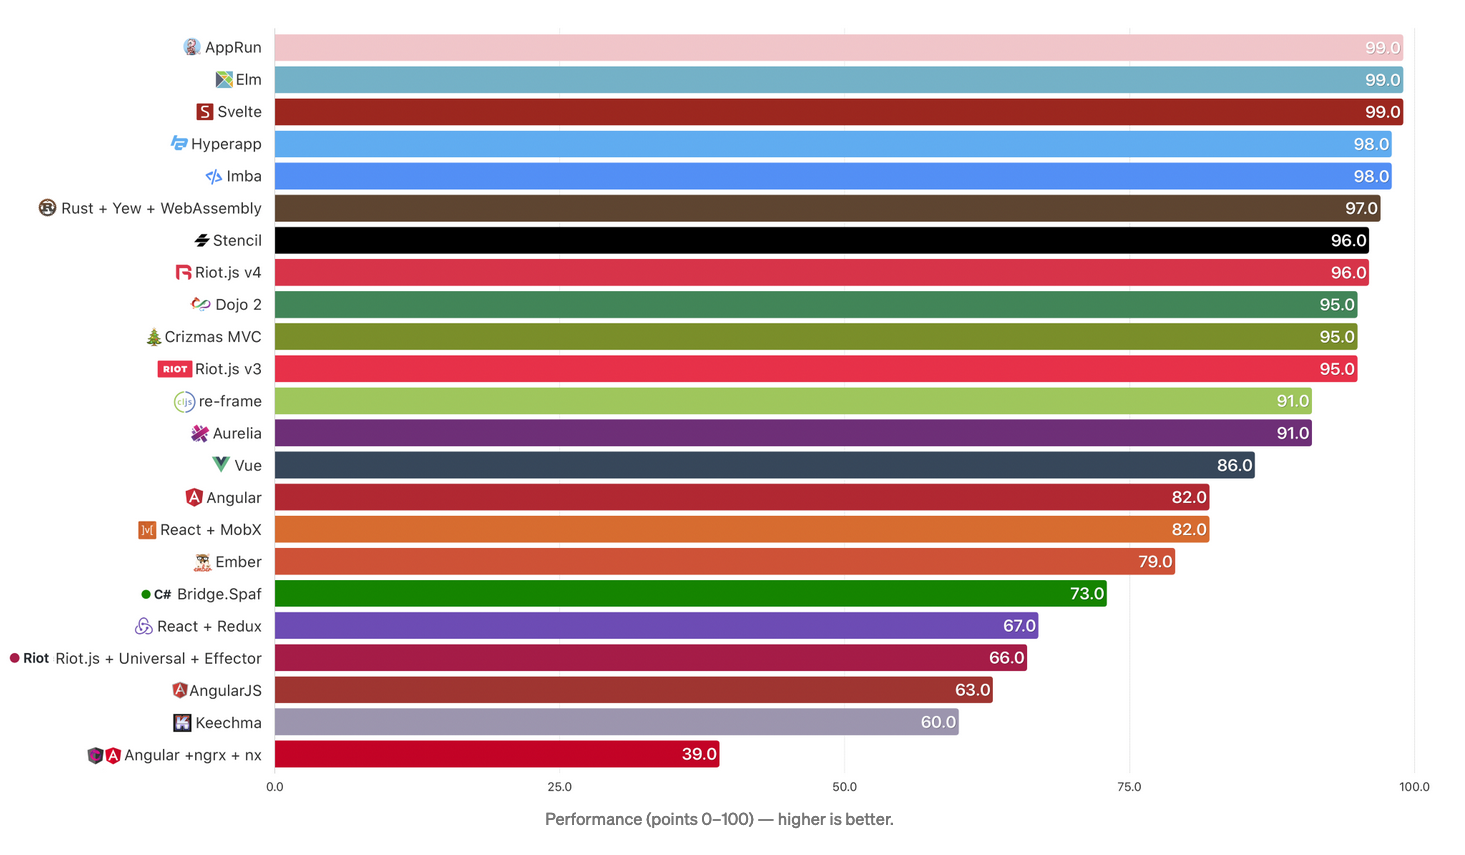 AppRun 99.0
Elm 99.0
S Svelte 99.0
Hyperapp 98.0
Imba 98.0
R Rust + Yew + WebAssembly 97.0
Stencil 96.0
Riot.js v4 96.0
Dojo 2 95.0
Crizmas MVC 95.0
RIOT Riot.js v3 95.0
cljs re-frame 91.0
Aurelia 91.0
Vue 86.0
A Angular 82.0
M React + MobX 82.0
ember Ember 79.0
C# Bridge.Spaf 73.0
React + Redux 67.0
Riot Riot.js + Universal + Effector 66.0
A AngularJS 63.0
K Keechma 60.0
A Angular +ngrx + nx 39.0
0.0 25.0 50.0 75.0 100.0
Performance (points 0–100) — higher is better.